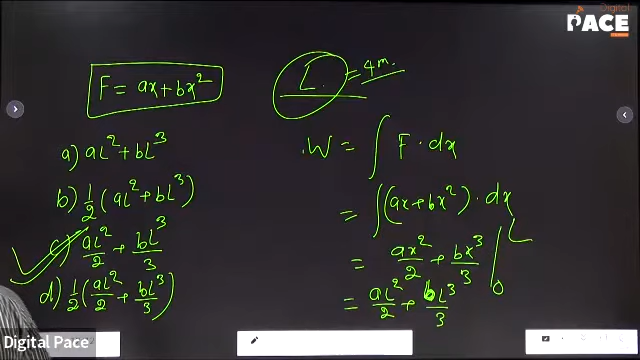 Digital
PACE
F = ax + bx²
L. = 4m.
a) aL² + bL³
b) 1/2 (aL² + bL³)
c) aL²/2 + bL³/3
d) 1/2 (aL²/2 + bL³/3)
.W = ∫ F · dx
= ∫ (ax + bx²) · dx
= ax²/2 + bx³/3 |₀ᴸ
= aL²/2 + bL³/3
Digital Pace